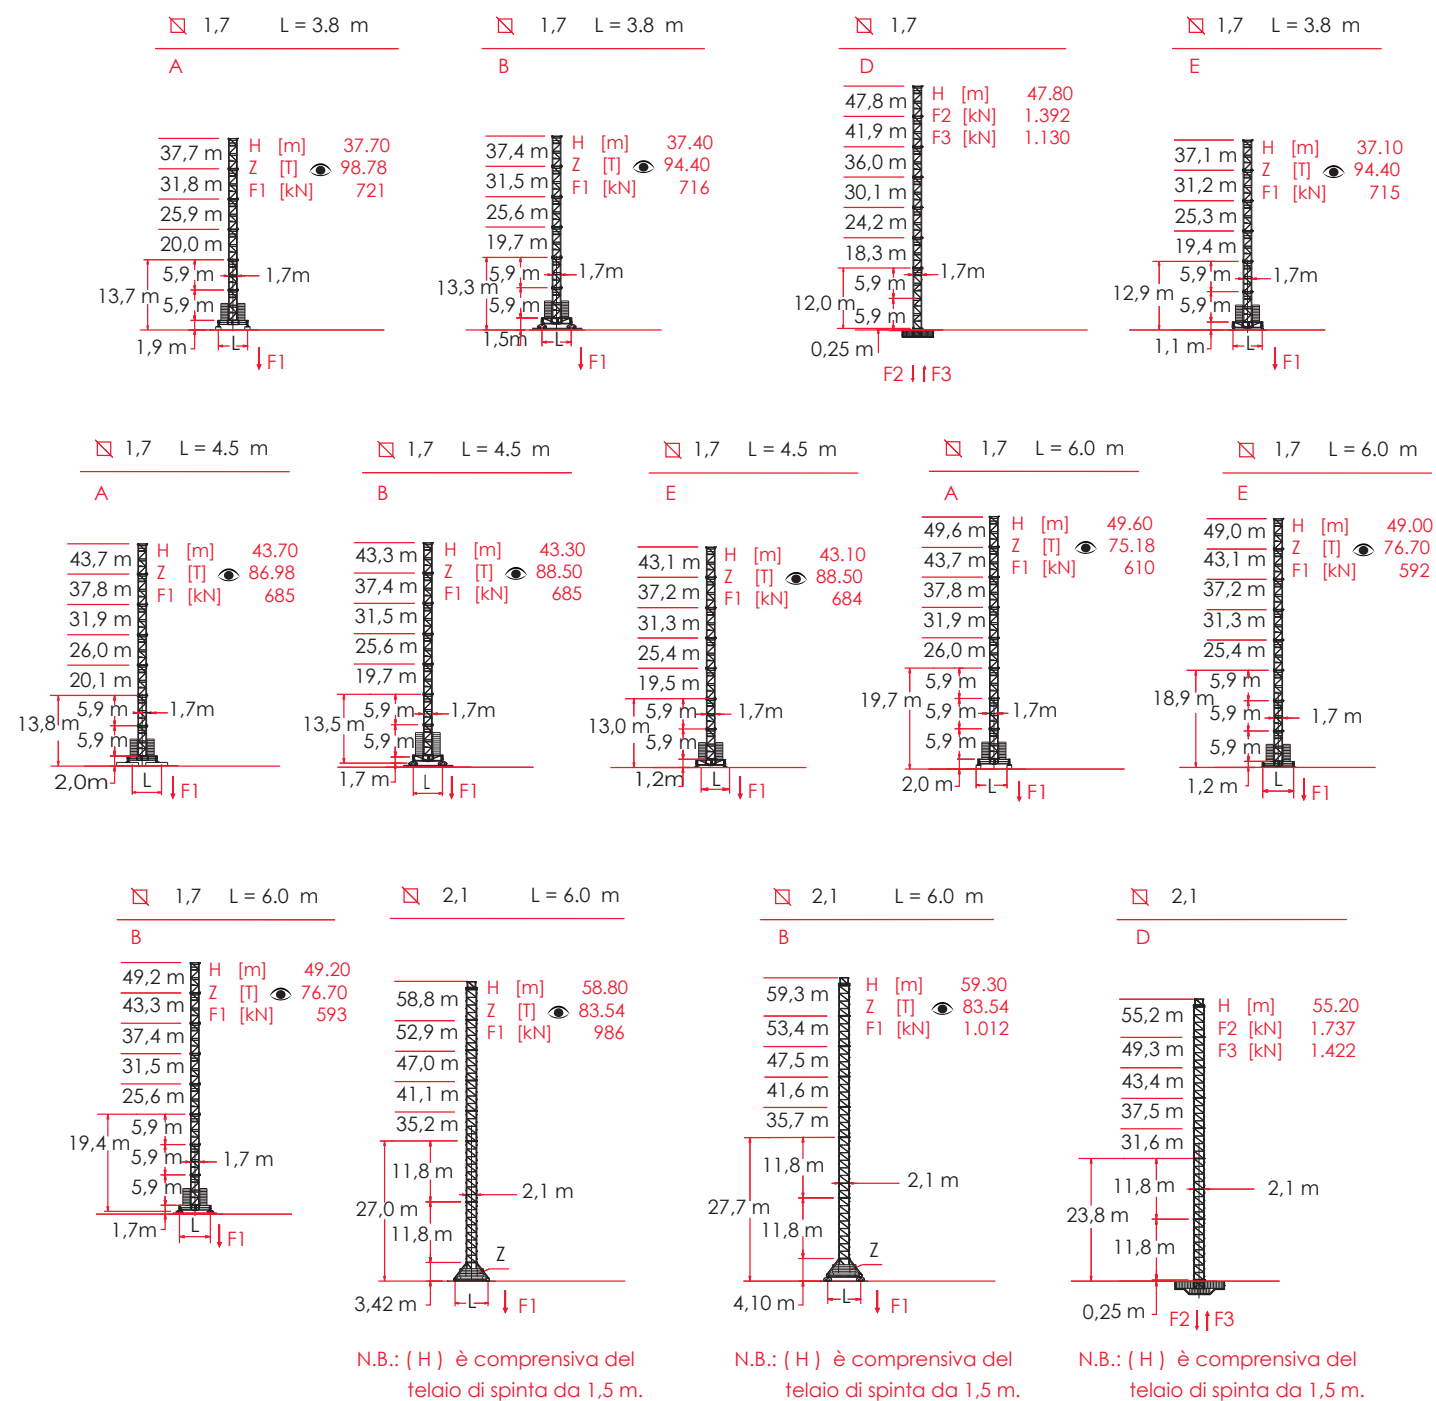 1,7 L = 3.8 m
A
37,7 m
31,8 m
25,9 m
20,0 m
5,9 m
13,7 m
5,9 m
1,9 m
1,7m
L
F1
H [m] 37.70
Z [T] 98.78
F1 [kN] 721
1,7 L = 3.8 m
B
37,4 m
31,5 m
25,6 m
19,7 m
5,9 m
13,3 m
5,9 m
1,5m
1,7m
L
F1
H [m] 37.40
Z [T] 94.40
F1 [kN] 716
1,7
D
47,8 m
41,9 m
36,0 m
30,1 m
24,2 m
18,3 m
5,9 m
12,0 m
5,9 m
0,25 m
1,7m
F2 F3
H [m] 47.80
F2 [kN] 1.392
F3 [kN] 1.130
1,7 L = 3.8 m
E
37,1 m
31,2 m
25,3 m
19,4 m
5,9 m
12,9 m
5,9 m
1,1 m
1,7m
L
F1
H [m] 37.10
Z [T] 94.40
F1 [kN] 715
1,7 L = 4.5 m
A
43,7 m
37,8 m
31,9 m
26,0 m
20,1 m
5,9 m
13,8 m
5,9 m
2,0m
1,7m
L
F1
H [m] 43.70
Z [T] 86.98
F1 [kN] 685
1,7 L = 4.5 m
B
43,3 m
37,4 m
31,5 m
25,6 m
19,7 m
5,9 m
13,5 m
5,9 m
1,7 m
1,7m
L
F1
H [m] 43.30
Z [T] 88.50
F1 [kN] 685
1,7 L = 4.5 m
E
43,1 m
37,2 m
31,3 m
25,4 m
19,5 m
5,9 m
13,0 m
5,9 m
1,2m
1,7m
L
F1
H [m] 43.10
Z [T] 88.50
F1 [kN] 684
1,7 L = 6.0 m
A
49,6 m
43,7 m
37,8 m
31,9 m
26,0 m
5,9 m
19,7 m
5,9 m
5,9 m
2,0 m
1,7m
L
F1
H [m] 49.60
Z [T] 75.18
F1 [kN] 610
1,7 L = 6.0 m
E
49,0 m
43,1 m
37,2 m
31,3 m
25,4 m
5,9 m
18,9 m
5,9 m
5,9 m
1,2 m
1,7 m
L
F1
H [m] 49.00
Z [T] 76.70
F1 [kN] 592
1,7 L = 6.0 m
B
49,2 m
43,3 m
37,4 m
31,5 m
25,6 m
5,9 m
19,4 m
5,9 m
5,9 m
1,7m
1,7 m
L
F1
H [m] 49.20
Z [T] 76.70
F1 [kN] 593
2,1 L = 6.0 m
58,8 m
52,9 m
47,0 m
41,1 m
35,2 m
11,8 m
27,0 m
11,8 m
3,42 m
2,1 m
Z
L
F1
H [m] 58.80
Z [T] 83.54
F1 [kN] 986
N.B.: ( H ) è comprensiva del
telaio di spinta da 1,5 m.
2,1 L = 6.0 m
B
59,3 m
53,4 m
47,5 m
41,6 m
35,7 m
11,8 m
27,7 m
11,8 m
4,10 m
2,1 m
Z
L
F1
H [m] 59.30
Z [T] 83.54
F1 [kN] 1.012
N.B.: ( H ) è comprensiva del
telaio di spinta da 1,5 m.
2,1
D
55,2 m
49,3 m
43,4 m
37,5 m
31,6 m
11,8 m
23,8 m
11,8 m
0,25 m
2,1 m
F2 F3
H [m] 55.20
F2 [kN] 1.737
F3 [kN] 1.422
N.B.: ( H ) è comprensiva del
telaio di spinta da 1,5 m.